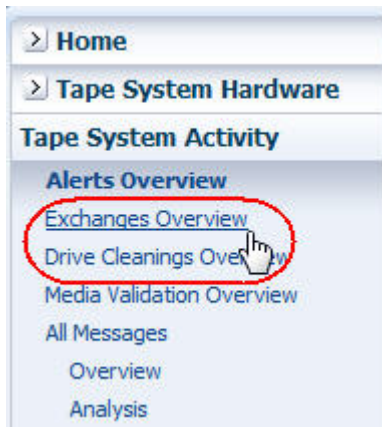 Home
Tape System Hardware
Tape System Activity
Alerts Overview
Exchanges Overview
Drive Cleanings Overview
Media Validation Overview
All Messages
Overview
Analysis